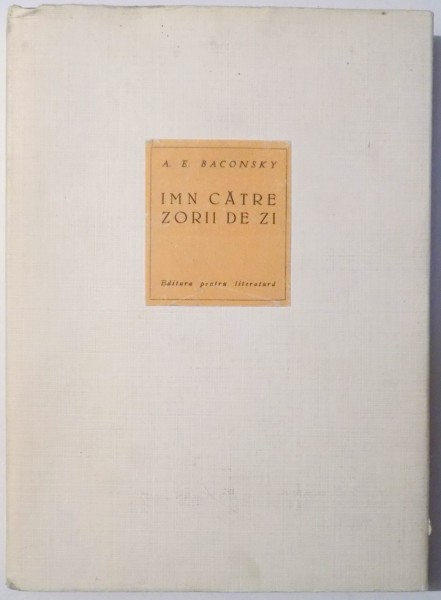 A. E. BACONSKY
IMN CĂTRE
ZORII DE ZI
Editura pentru literatură